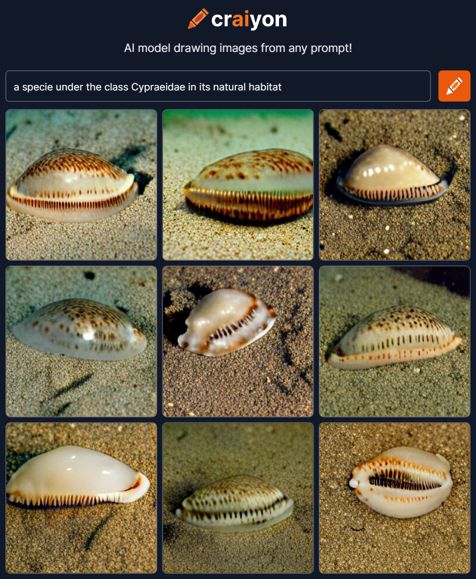 craiyon
AI model drawing images from any prompt!
a specie under the class Cypraeidae in its natural habitat